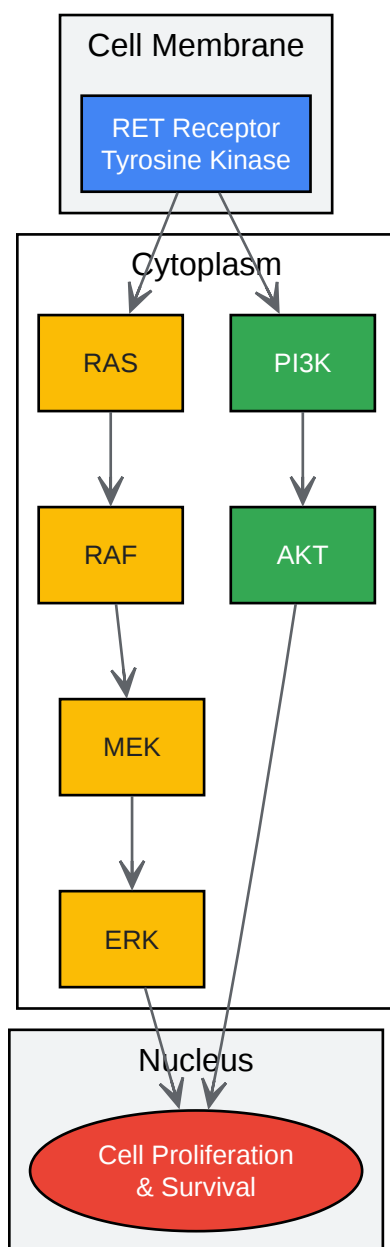 Cell Membrane
RET Receptor
Tyrosine Kinase
Cytoplasm
RAS
PI3K
RAF
AKT
MEK
ERK
Nucleus
Cell Proliferation
& Survival